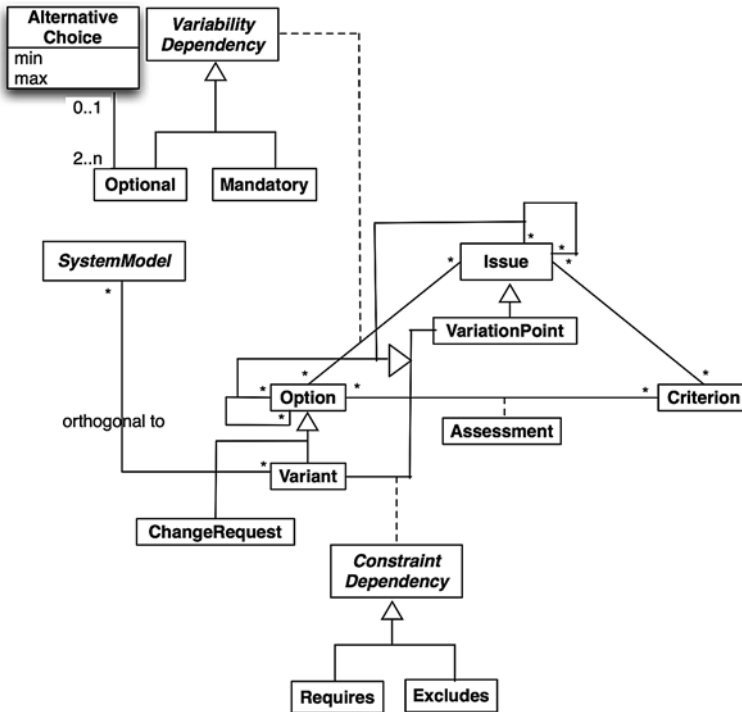 Alternative
Choice
min
max
Variability
Dependency
0..1
2..n
Optional
Mandatory
SystemModel
*
*
*
*
*
*
Issue
VariationPoint
*
*
*
*
*
Option
*
Criterion
orthogonal to
Assessment
*
Variant
ChangeRequest
Constraint
Dependency
Requires
Excludes